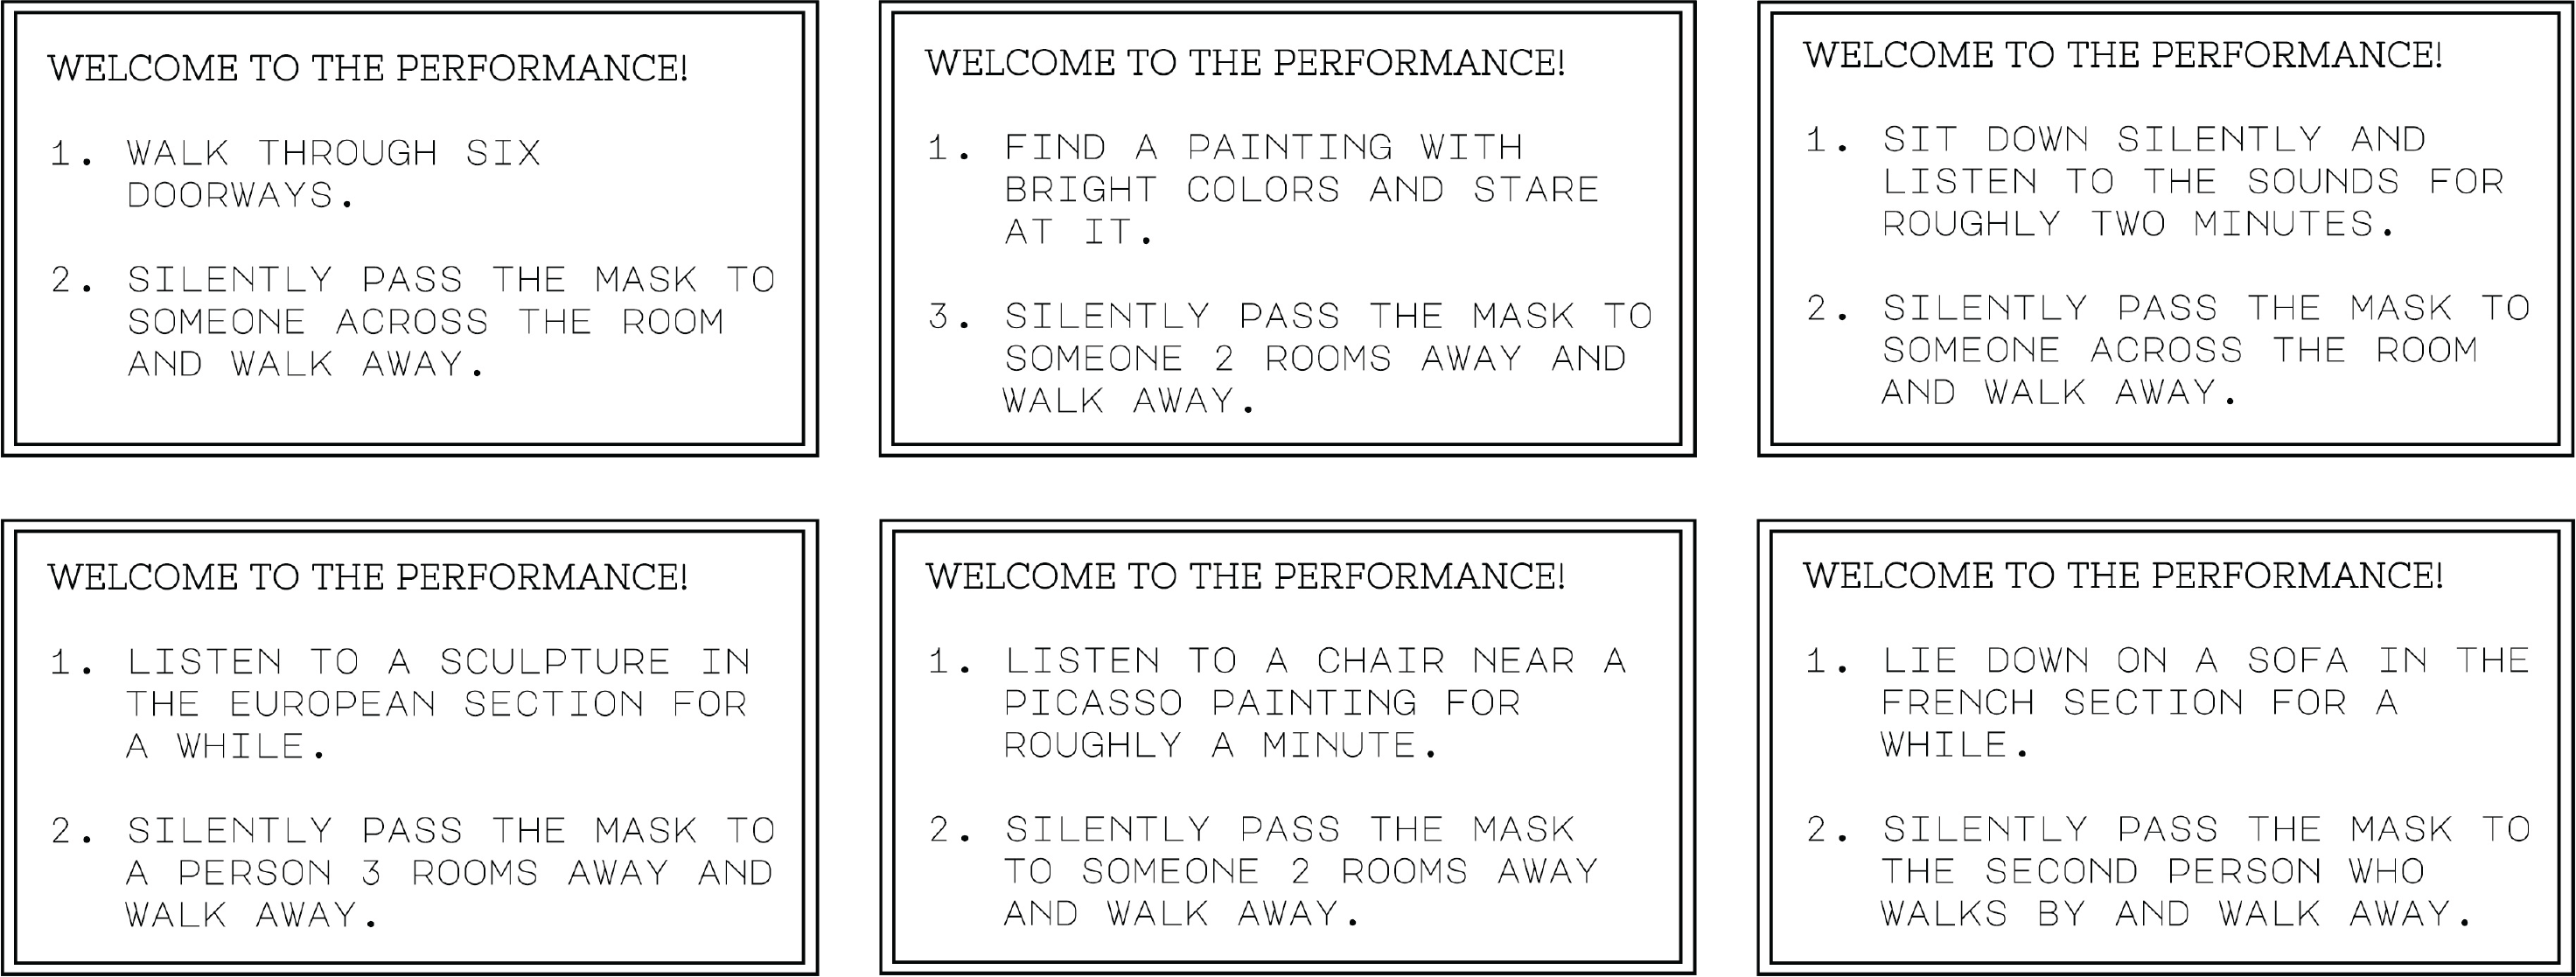 WELCOME TO THE PERFORMANCE!
1. WALK THROUGH SIX
DOORWAYS.
2. SILENTLY PASS THE MASK TO
SOMEONE ACROSS THE ROOM
AND WALK AWAY.
WELCOME TO THE PERFORMANCE!
1. FIND A PAINTING WITH
BRIGHT COLORS AND STARE
AT IT.
3. SILENTLY PASS THE MASK TO
SOMEONE 2 ROOMS AWAY AND
WALK AWAY.
WELCOME TO THE PERFORMANCE!
1. SIT DOWN SILENTLY AND
LISTEN TO THE SOUNDS FOR
ROUGHLY TWO MINUTES.
2. SILENTLY PASS THE MASK TO
SOMEONE ACROSS THE ROOM
AND WALK AWAY.
WELCOME TO THE PERFORMANCE!
1. LISTEN TO A SCULPTURE IN
THE EUROPEAN SECTION FOR
A WHILE.
2. SILENTLY PASS THE MASK TO
A PERSON 3 ROOMS AWAY AND
WALK AWAY.
WELCOME TO THE PERFORMANCE!
1. LISTEN TO A CHAIR NEAR A
PICASSO PAINTING FOR
ROUGHLY A MINUTE.
2. SILENTLY PASS THE MASK
TO SOMEONE 2 ROOMS AWAY
AND WALK AWAY.
WELCOME TO THE PERFORMANCE!
1. LIE DOWN ON A SOFA IN THE
FRENCH SECTION FOR A
WHILE.
2. SILENTLY PASS THE MASK TO
THE SECOND PERSON WHO
WALKS BY AND WALK AWAY.